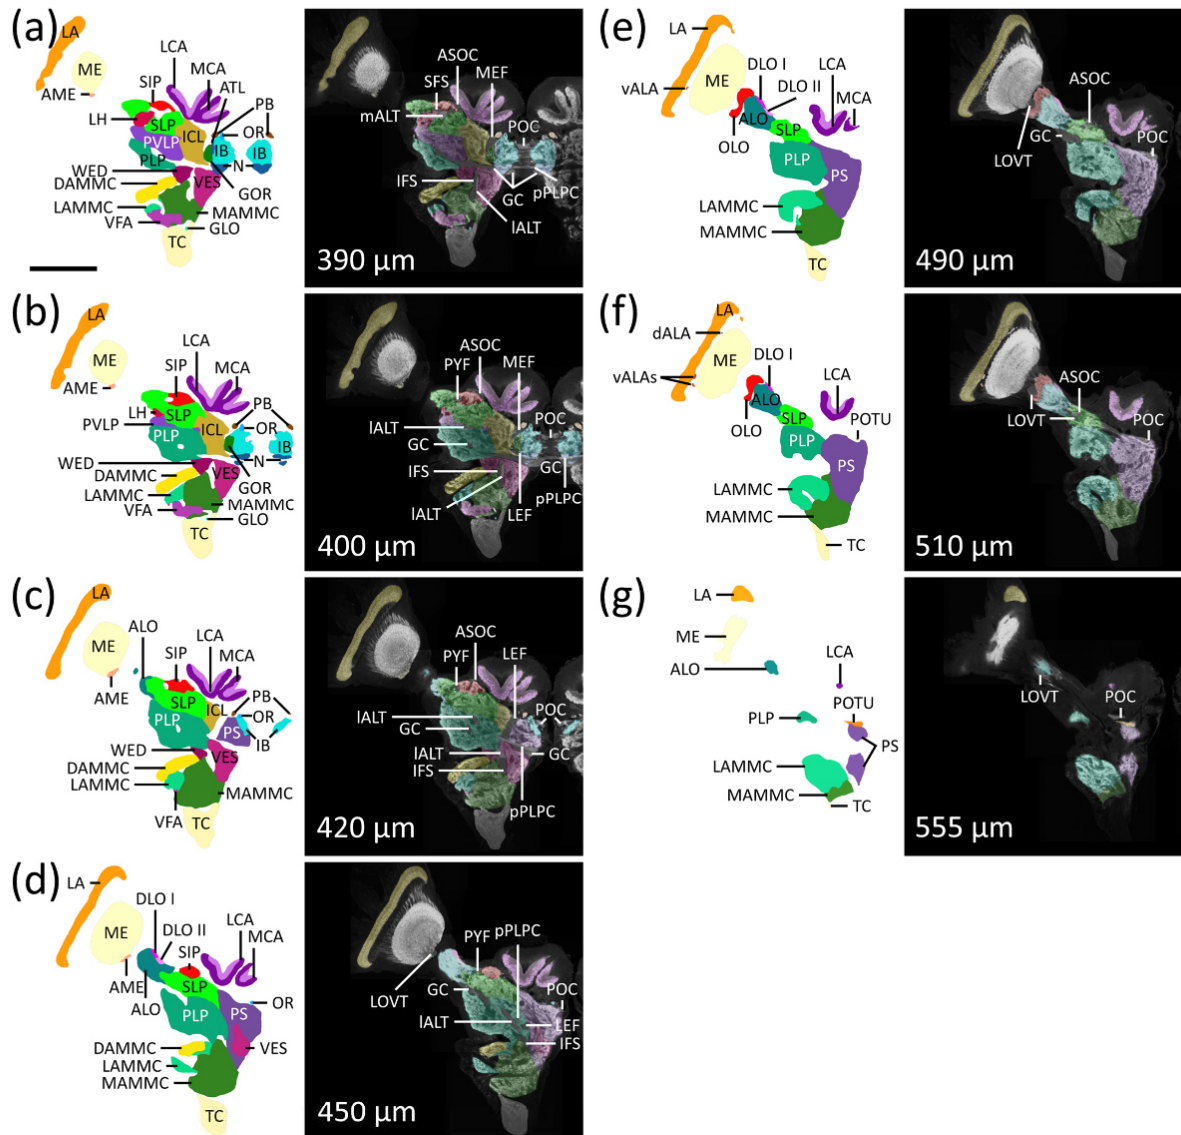 (a)
LA
ME
AME
LCA
MCA
SIP
ATL
PB
LH
SLP
OR
PVLP
ICL
IB
IB
PLP
N
WED
VES
DAMMC
GOR
LAMMC
MAMMC
VFA
GLO
TC
ASOC
SFS
MEF
mALT
POC
IFS
GC
pPLPC
lALT
390 µm
(b)
LA
ME
AME
LCA
SIP
MCA
LH
SLP
PB
PVLP
ICL
OR
PLP
IB
WED
N
DAMMC
VES
LAMMC
GOR
VFA
MAMMC
GLO
TC
ASOC
PYF
MEF
POC
lALT
GC
GC
IFS
pPLPC
lALT
LEF
400 µm
(c)
LA
ALO
ME
LCA
SIP
MCA
AME
SLP
PB
ICL
OR
PLP
PS
IB
WED
VES
DAMMC
LAMMC
MAMMC
VFA
TC
ASOC
PYF
LEF
lALT
POC
GC
lALT
GC
IFS
pPLPC
420 µm
(d)
LA
DLO I
ME
DLO II
LCA
SIP
MCA
AME
SLP
ALO
OR
PLP
PS
DAMMC
VES
LAMMC
MAMMC
TC
pPLPC
PYF
LOVT
GC
POC
lALT
LEF
IFS
450 µm
(e)
LA
DLO I
LCA
ME
DLO II
vALA
MCA
ALO
OLO
SLP
PLP
PS
LAMMC
MAMMC
TC
ASOC
GC
POC
LOVT
490 µm
(f)
LA
dALA
ME
DLO I
vALAs
LCA
ALO
OLO
SLP
POTU
PLP
PS
LAMMC
MAMMC
TC
ASOC
LOVT
POC
510 µm
(g)
LA
ME
ALO
LCA
POTU
PLP
PS
LAMMC
MAMMC
TC
LOVT
POC
555 µm